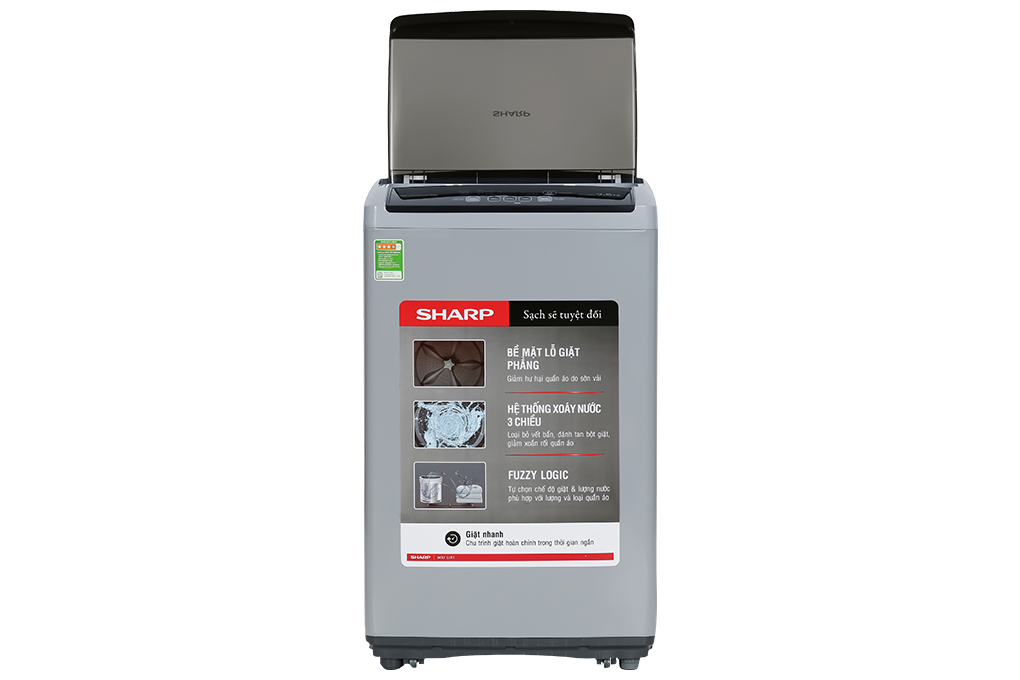 SHARP
SHARP
Sạch sẽ tuyệt đối
BỀ MẶT LỖ GIẶT
PHẲNG
Giảm hư hại quần áo do sờn vải
HỆ THỐNG XOÁY NƯỚC
3 CHIỀU
Loại bỏ vết bẩn, đánh tan bột giặt,
giảm xoắn rối quần áo
FUZZY LOGIC
Tự chọn chế độ giặt & lượng nước
phù hợp với lượng và loại quần áo
Giặt nhanh
Chu trình giặt hoàn chỉnh trong thời gian ngắn
SHARP